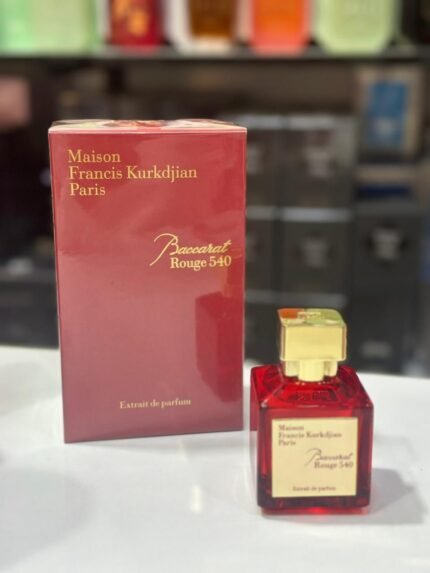 Maison
Francis Kurkdjian
Paris
Baccarat
Rouge 540
Extrait de parfum
Maison
Francis Kurkdjian
Paris
Baccarat
Rouge 540
Extrait de parfum